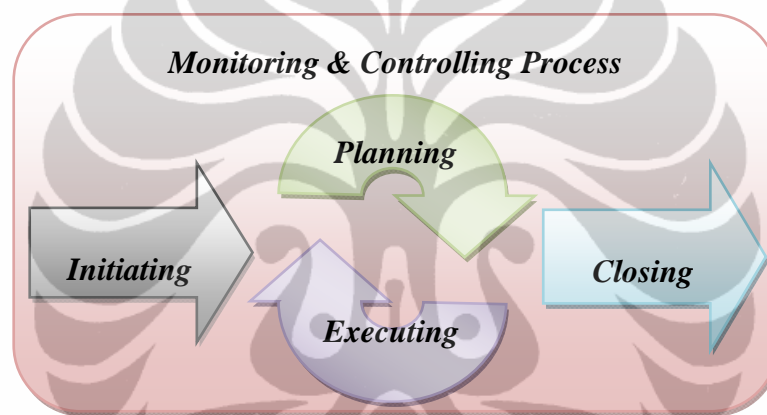 Monitoring & Controlling Process
Planning
Initiating
Closing
Executing